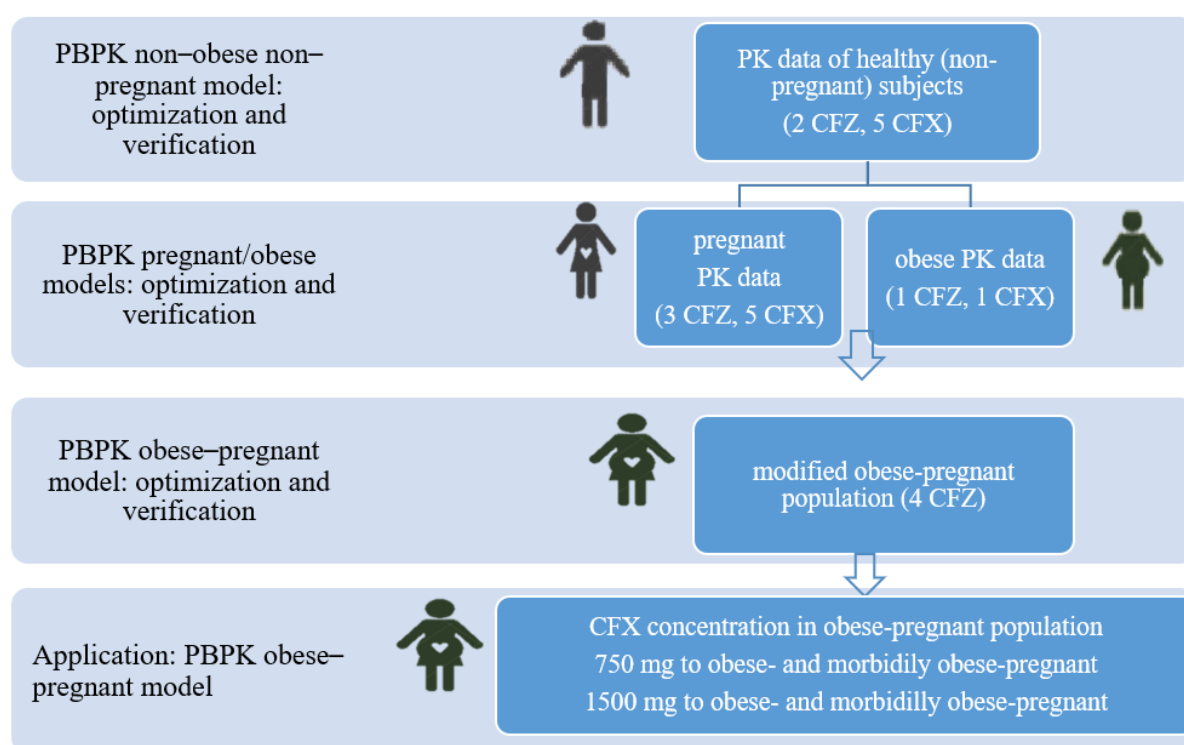 PBPK non–obese non–
pregnant model:
optimization and
verification
PK data of healthy (non-
pregnant) subjects
(2 CFZ, 5 CFX)
PBPK pregnant/obese
models: optimization and
verification
pregnant
PK data
(3 CFZ, 5 CFX)
obese PK data
(1 CFZ, 1 CFX)
PBPK obese–pregnant
model: optimization and
verification
modified obese-pregnant
population (4 CFZ)
Application: PBPK obese–
pregnant model
CFX concentration in obese-pregnant population
750 mg to obese- and morbidily obese-pregnant
1500 mg to obese- and morbidilly obese-pregnant